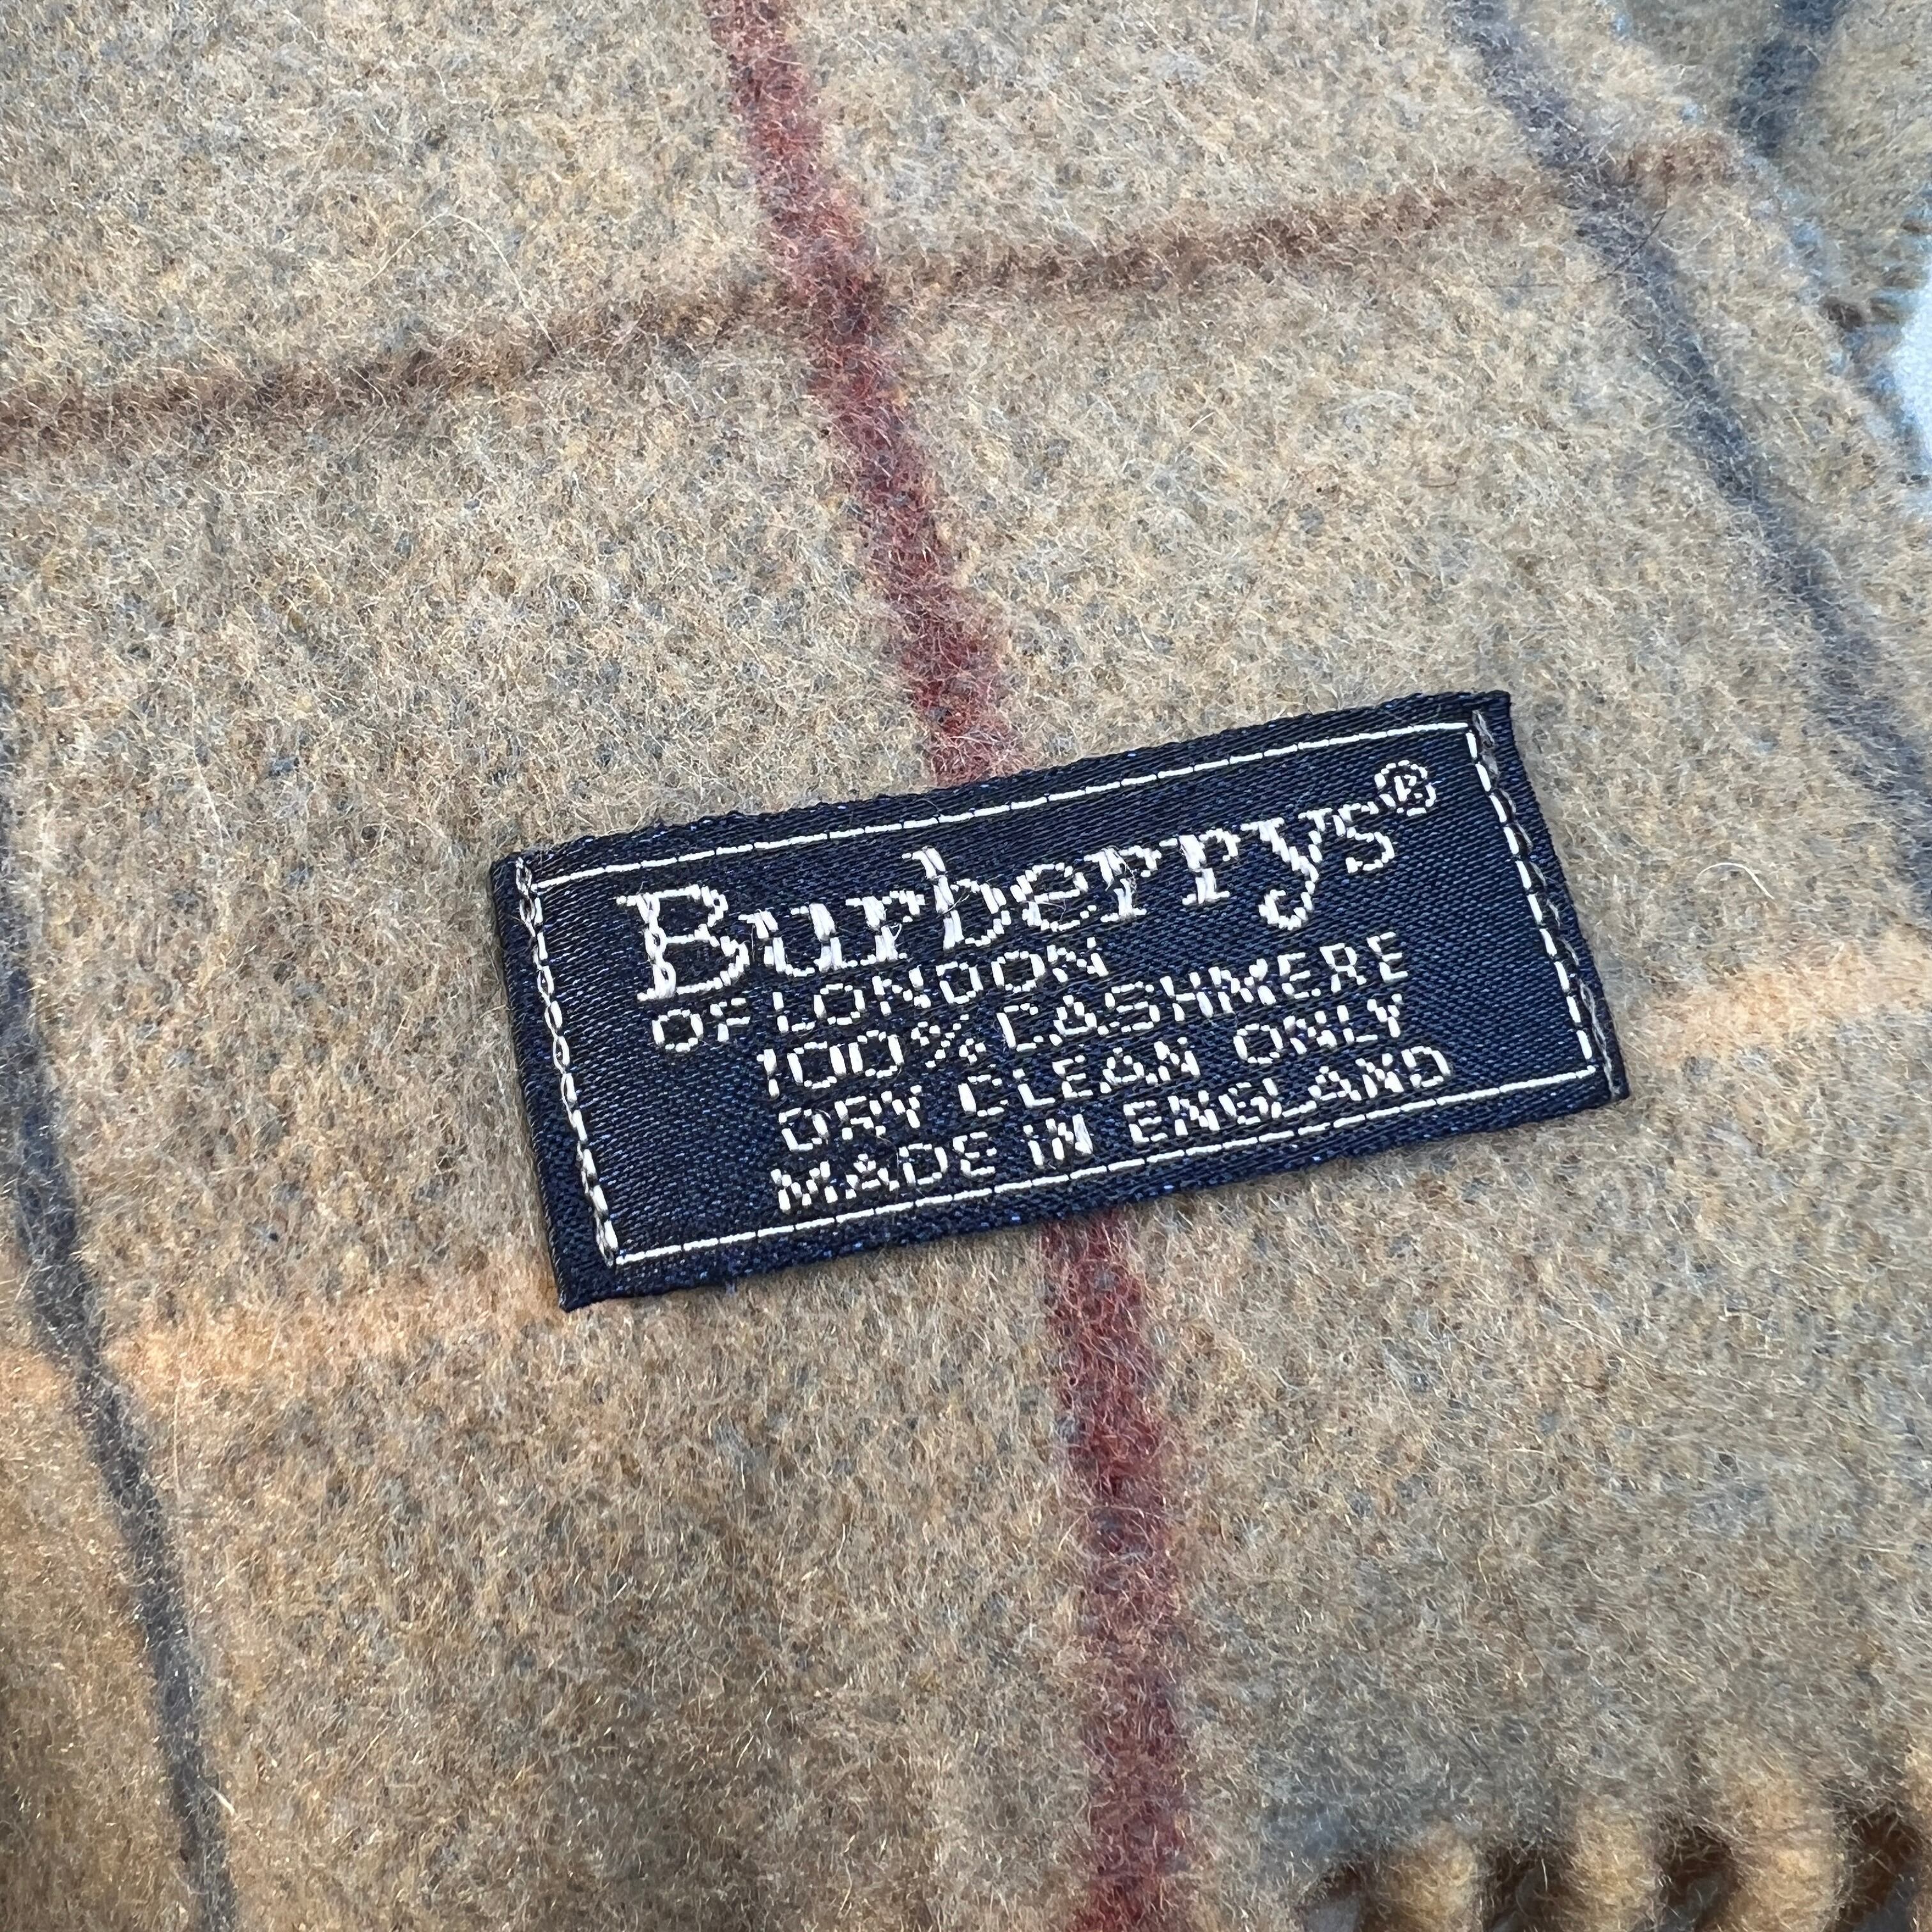 Burberrys®
OF LONDON
100% CASHMERE
DRY CLEAN ONLY
MADE IN ENGLAND